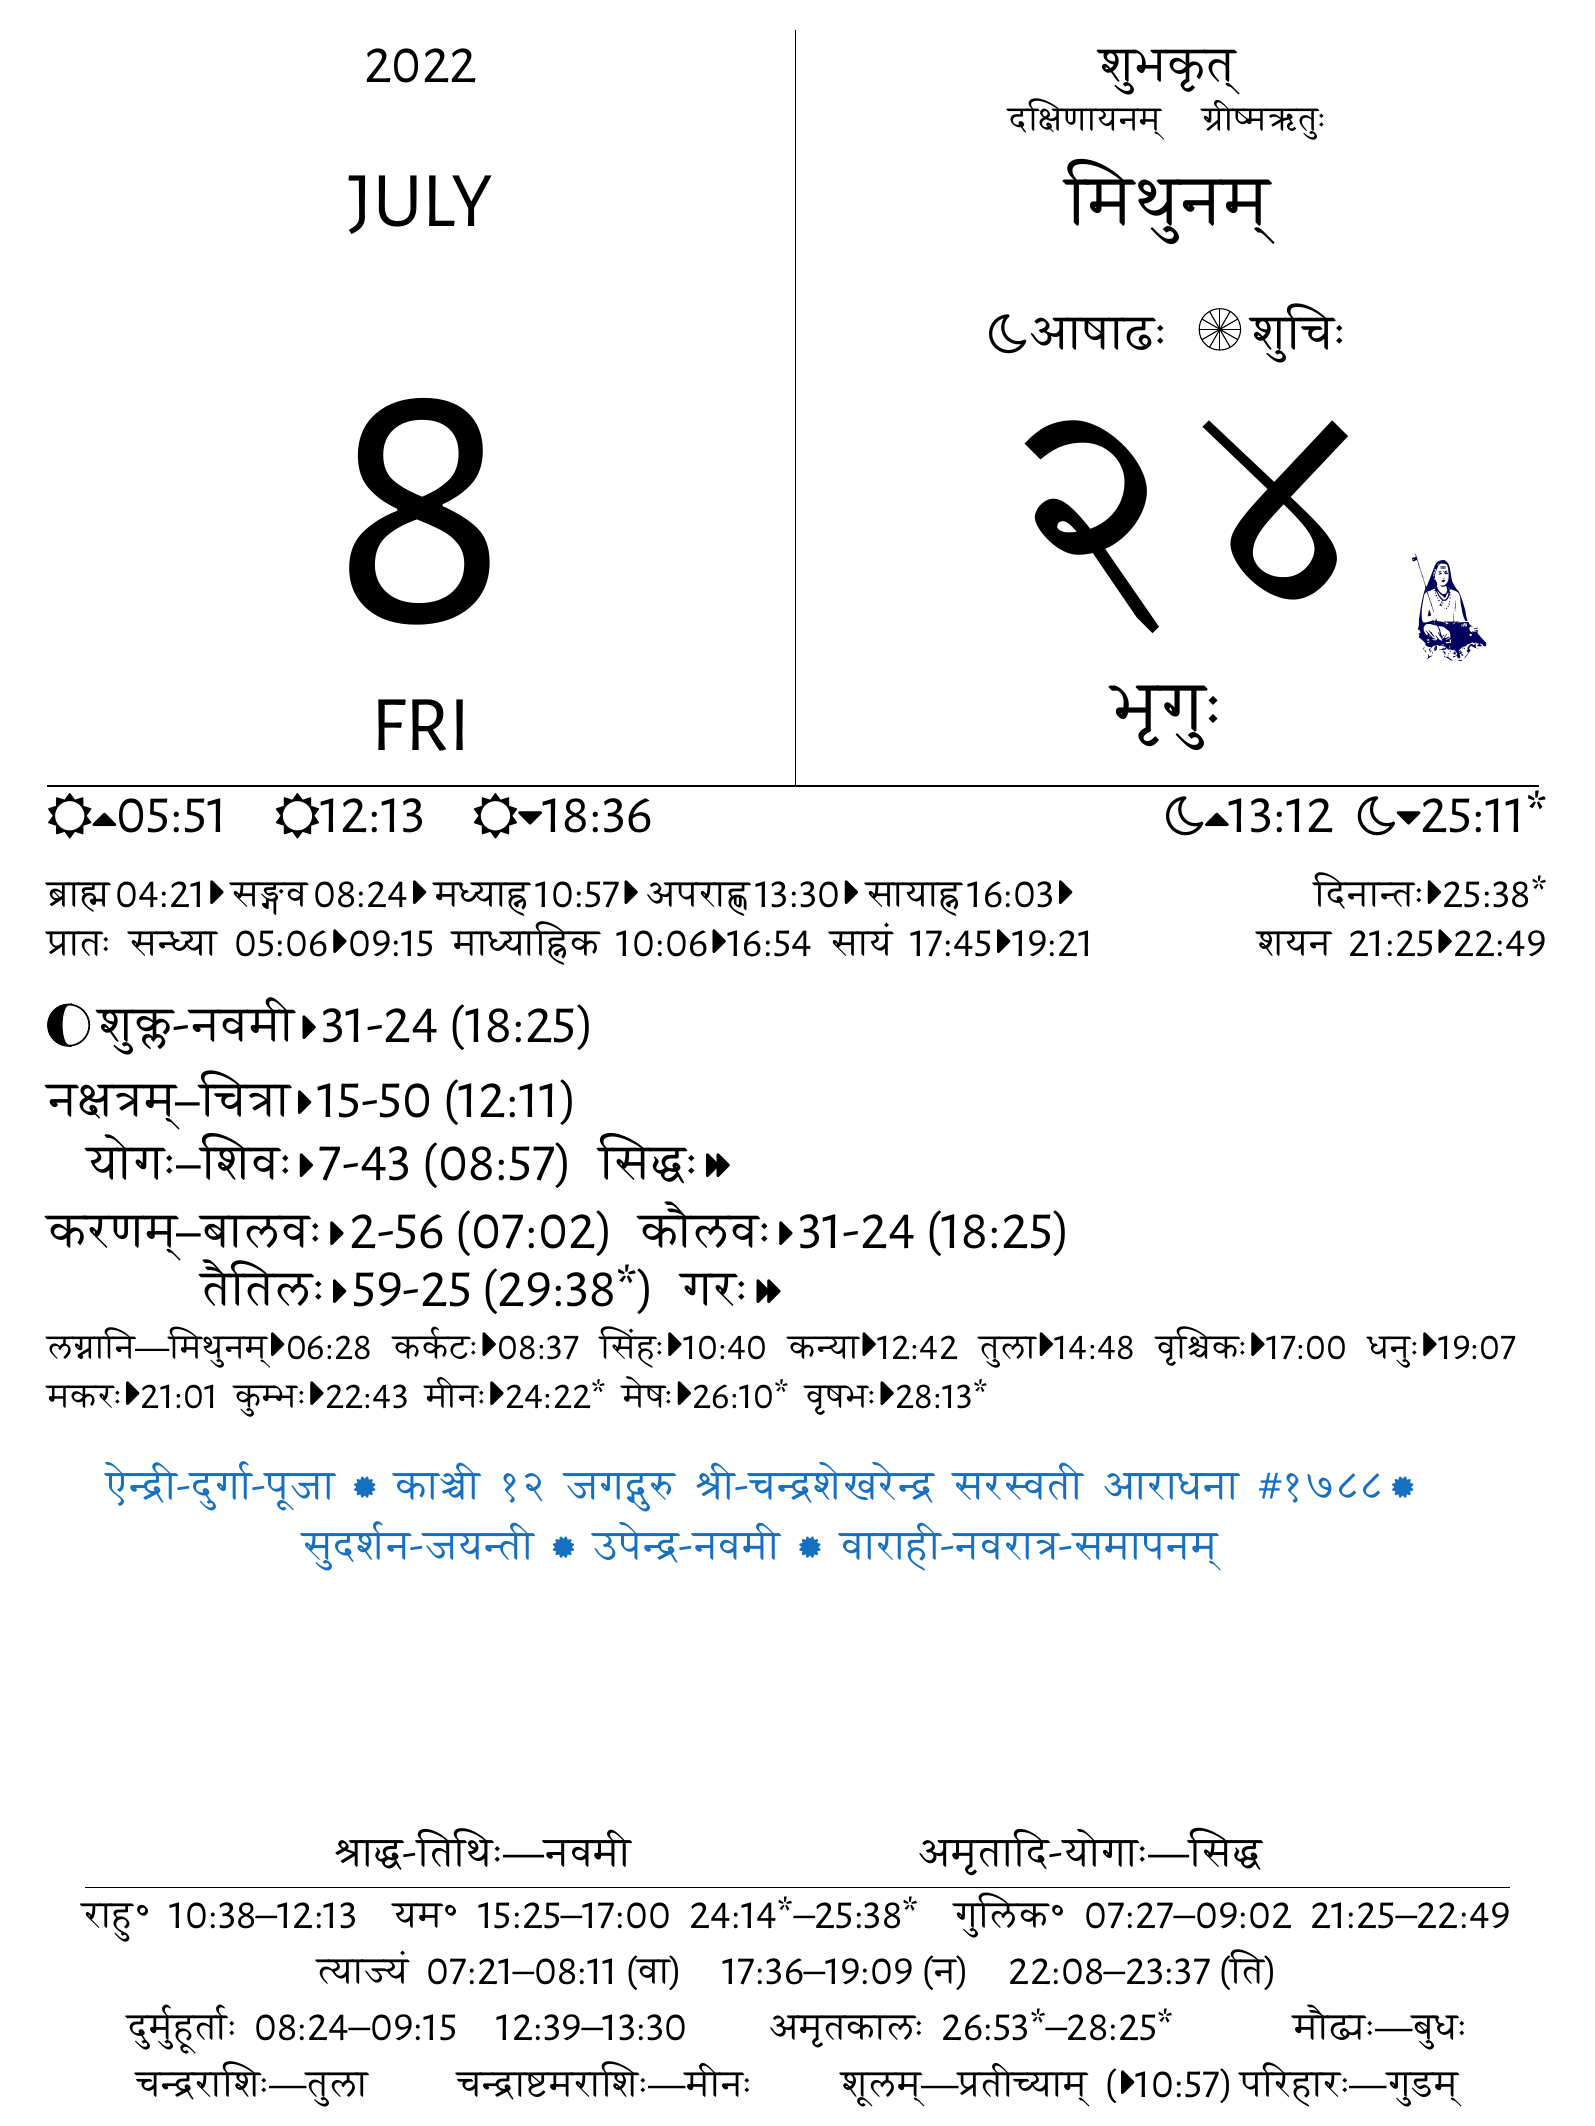 2022
JULY
8
FRI
शुभकृत्
दक्षिणायनम् ग्रीष्मऋतुः
मिथुनम्
आषाढः शुचिः
२४
भृगुः
05:51 12:13 18:36 13:12 25:11*
ब्राह्म 04:21 सङ्गव 08:24 मध्याह्न 10:57 अपराह्ण 13:30 सायाह्न 16:03 दिनान्तः 25:38*
प्रातः सन्ध्या 05:06 09:15 माध्याह्निक 10:06 16:54 सायं 17:45 19:21 शयन 21:25 22:49
शुक्ल-नवमी 31-24 (18:25)
नक्षत्रम्–चित्रा 15-50 (12:11)
योगः–शिवः 7-43 (08:57) सिद्धः
करणम्–बालवः 2-56 (07:02) कौलवः 31-24 (18:25)
तैतिलः 59-25 (29:38*) गरः
लग्नानि—मिथुनम् 06:28 कर्कटः 08:37 सिंहः 10:40 कन्या 12:42 तुला 14:48 वृश्चिकः 17:00 धनुः 19:07
मकरः 21:01 कुम्भः 22:43 मीनः 24:22* मेषः 26:10* वृषभः 28:13*
ऐन्द्री-दुर्गा-पूजा काञ्ची १२ जगद्गुरु श्री-चन्द्रशेखरेन्द्र सरस्वती आराधना #१७८८
सुदर्शन-जयन्ती उपेन्द्र-नवमी वाराही-नवरात्र-समापनम्
श्राद्ध-तिथिः—नवमी अमृतादि-योगाः—सिद्ध
राहु॰ 10:38–12:13 यम॰ 15:25–17:00 24:14*–25:38* गुलिक॰ 07:27–09:02 21:25–22:49
त्याज्यं 07:21–08:11 (वा) 17:36–19:09 (न) 22:08–23:37 (ति)
दुर्मुहूर्ताः 08:24–09:15 12:39–13:30 अमृतकालः 26:53*–28:25* मौढ्यः—बुधः
चन्द्रराशिः—तुला चन्द्राष्टमराशिः—मीनः शूलम्—प्रतीच्याम् (10:57) परिहारः—गुडम्